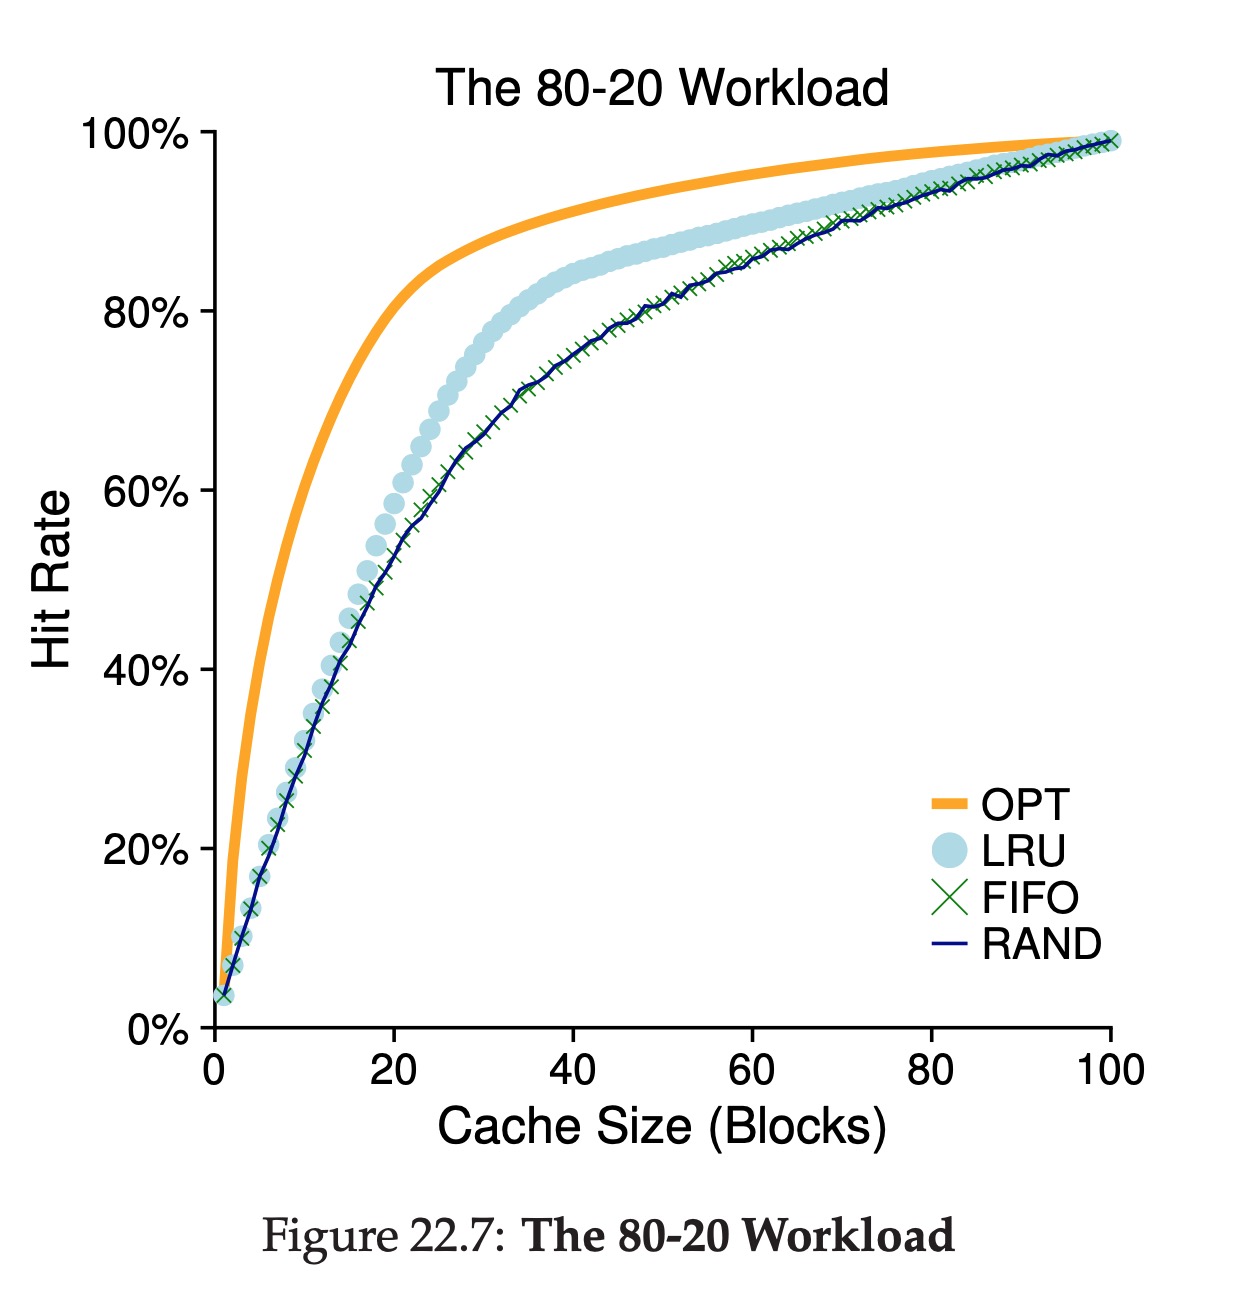 The 80-20 Workload
100%
80%
60%
40%
20%
0%
Hit Rate
0 20 40 60 80 100
Cache Size (Blocks)
OPT
LRU
FIFO
RAND
Figure 22.7: The 80-20 Workload